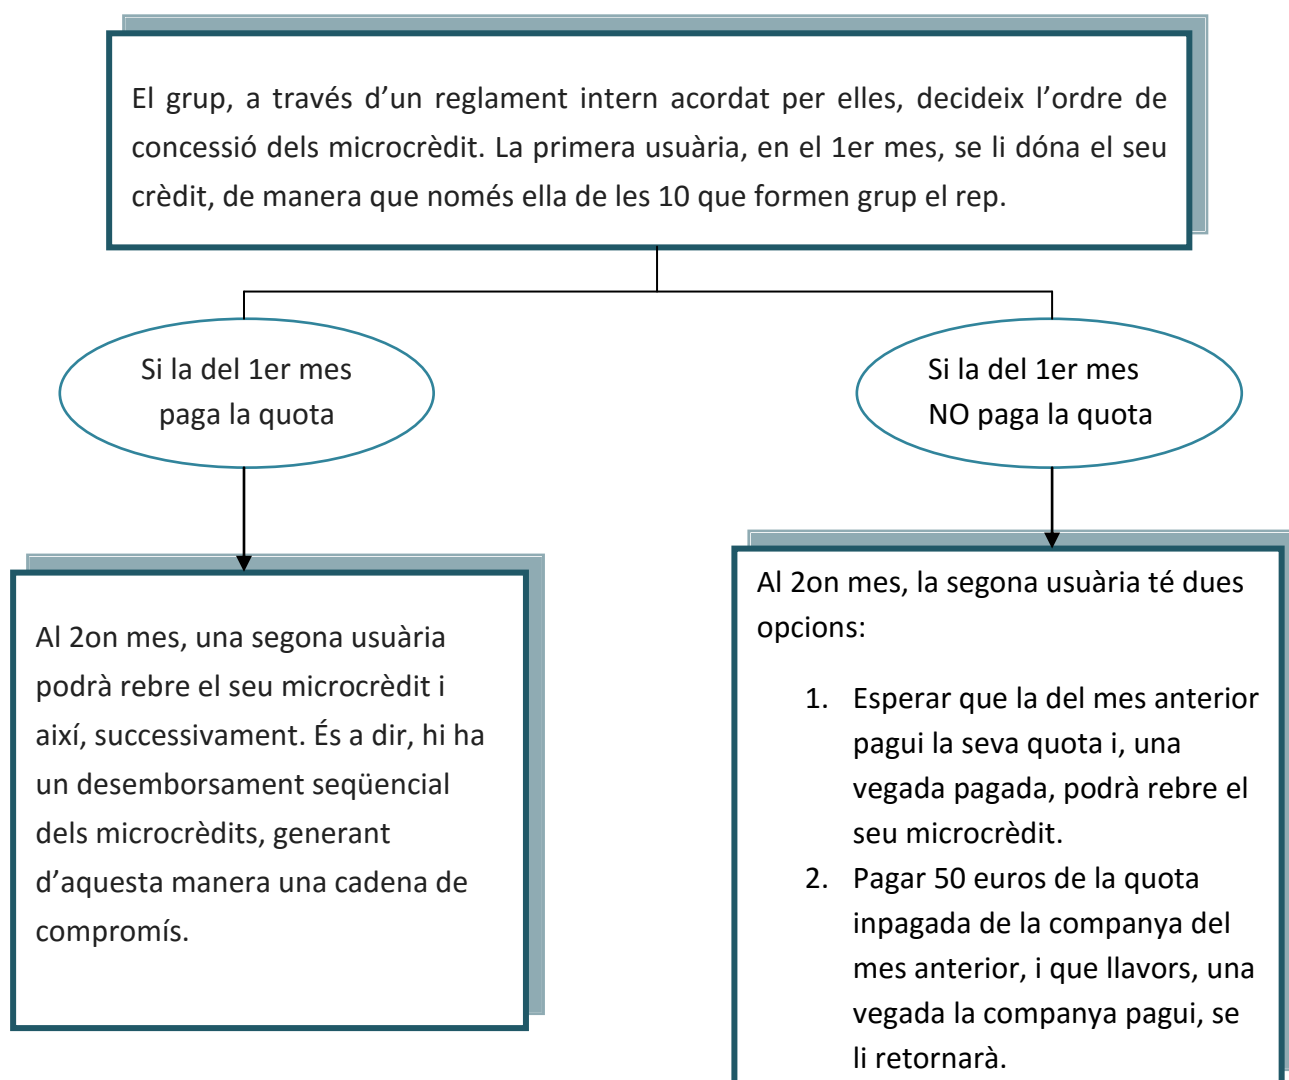 El grup, a través d’un reglament intern acordat per elles, decideix l’ordre de
concessió dels microcrèdit. La primera usuària, en el 1er mes, se li dóna el seu
crèdit, de manera que només ella de les 10 que formen grup el rep.
Si la del 1er mes
paga la quota
Si la del 1er mes
NO paga la quota
Al 2on mes, una segona usuària
podrà rebre el seu microcrèdit i
així, successivament. És a dir, hi ha
un desemborsament seqüencial
dels microcrèdits, generant
d’aquesta manera una cadena de
compromís.
Al 2on mes, la segona usuària té dues
opcions:
1. Esperar que la del mes anterior
pagui la seva quota i, una
vegada pagada, podrà rebre el
seu microcrèdit.
2. Pagar 50 euros de la quota
inpagada de la companya del
mes anterior, i que llavors, una
vegada la companya pagui, se
li retornarà.